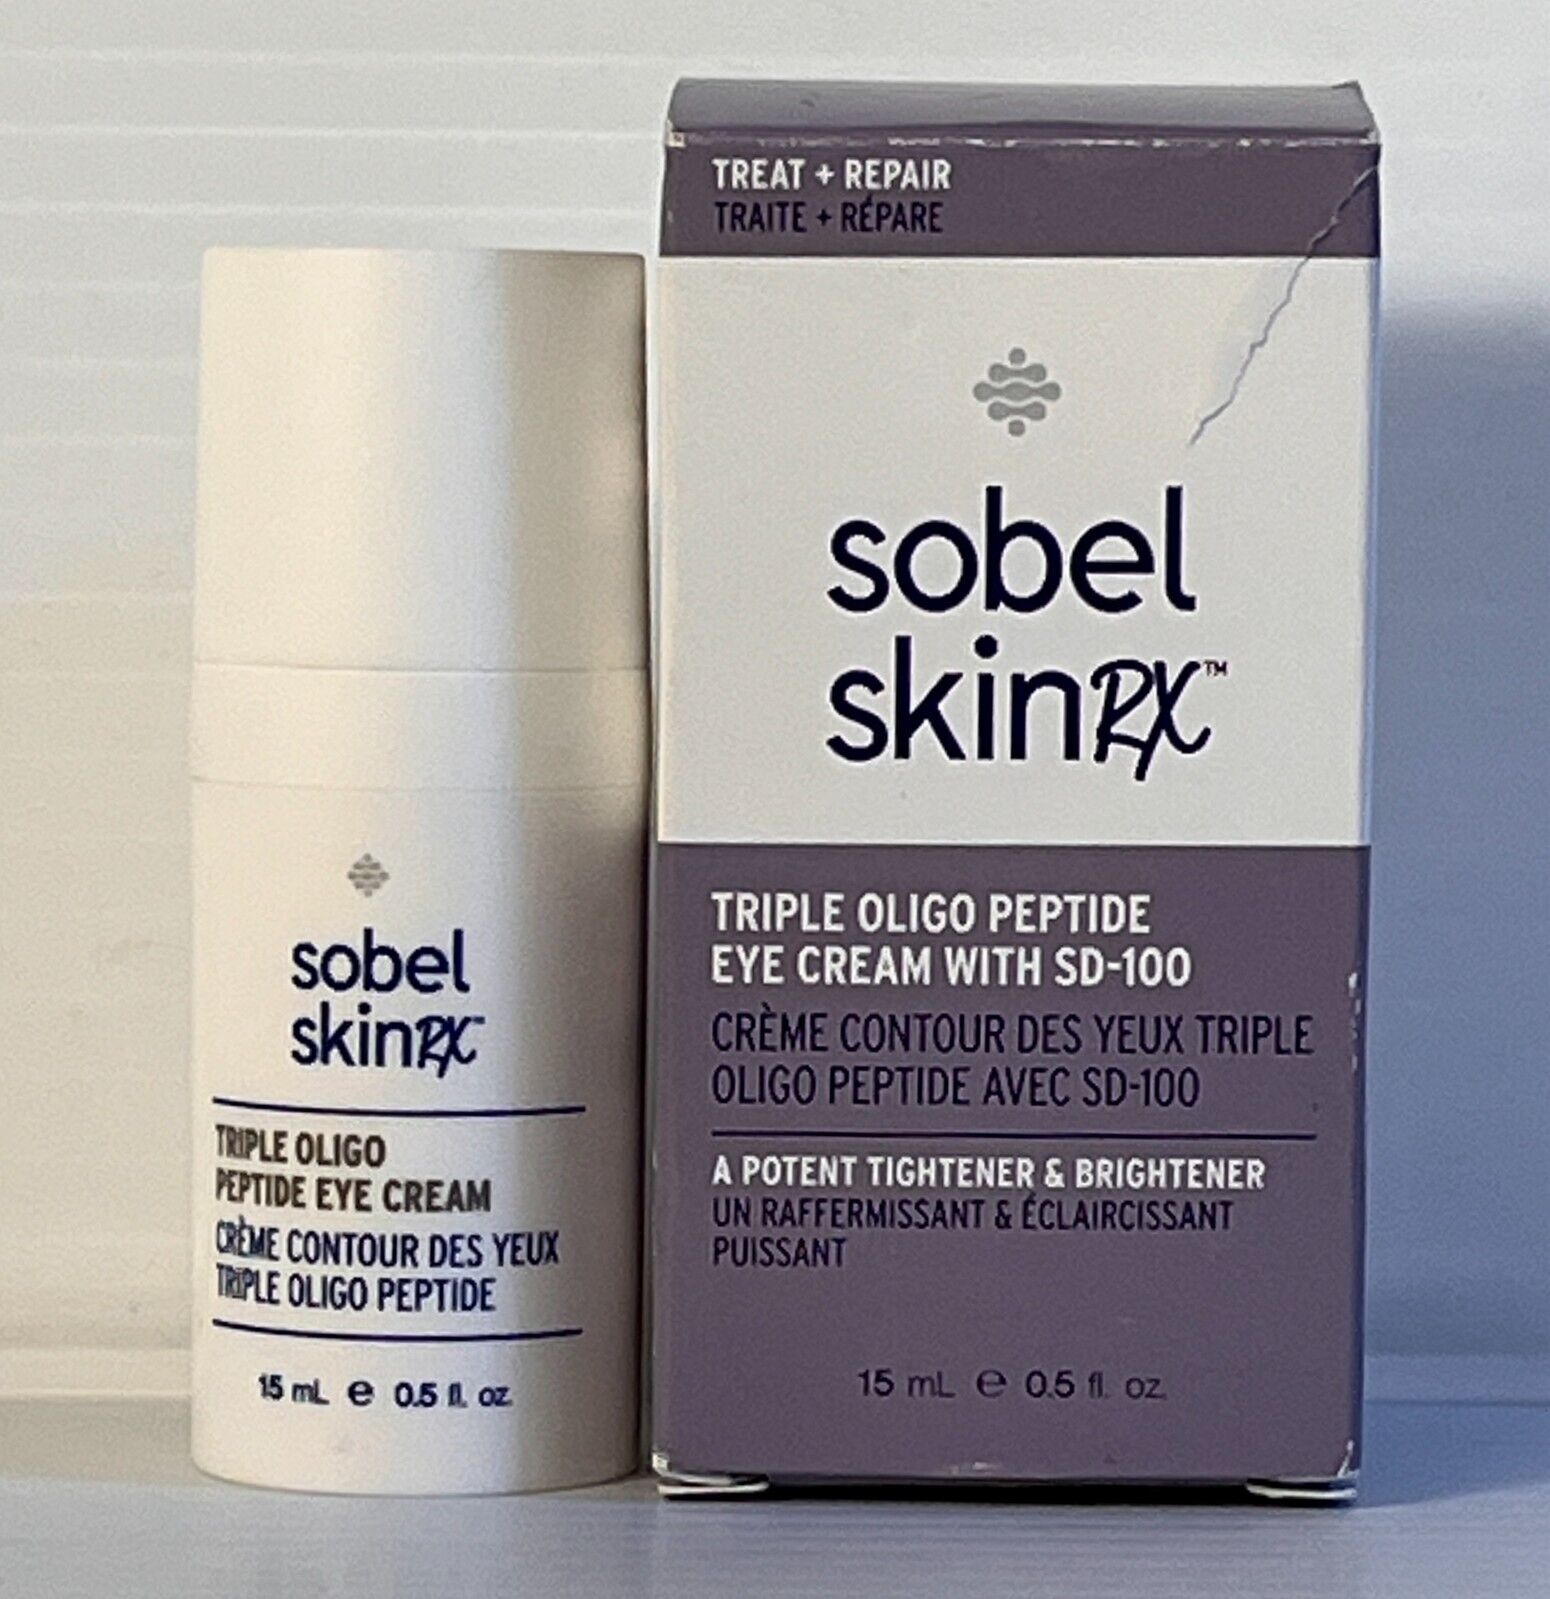 sobel
skinRX™
TRIPLE OLIGO
PEPTIDE EYE CREAM
CRÈME CONTOUR DES YEUX
TRIPLE OLIGO PEPTIDE
15 mL ℮ 0.5 fl. oz.
TREAT + REPAIR
TRAITE + RÉPARE
sobel
skinRX™
TRIPLE OLIGO PEPTIDE
EYE CREAM WITH SD-100
CRÈME CONTOUR DES YEUX TRIPLE
OLIGO PEPTIDE AVEC SD-100
A POTENT TIGHTENER & BRIGHTENER
UN RAFFERMISSANT & ÉCLAIRCISSANT
PUISSANT
15 mL ℮ 0.5 fl. oz.